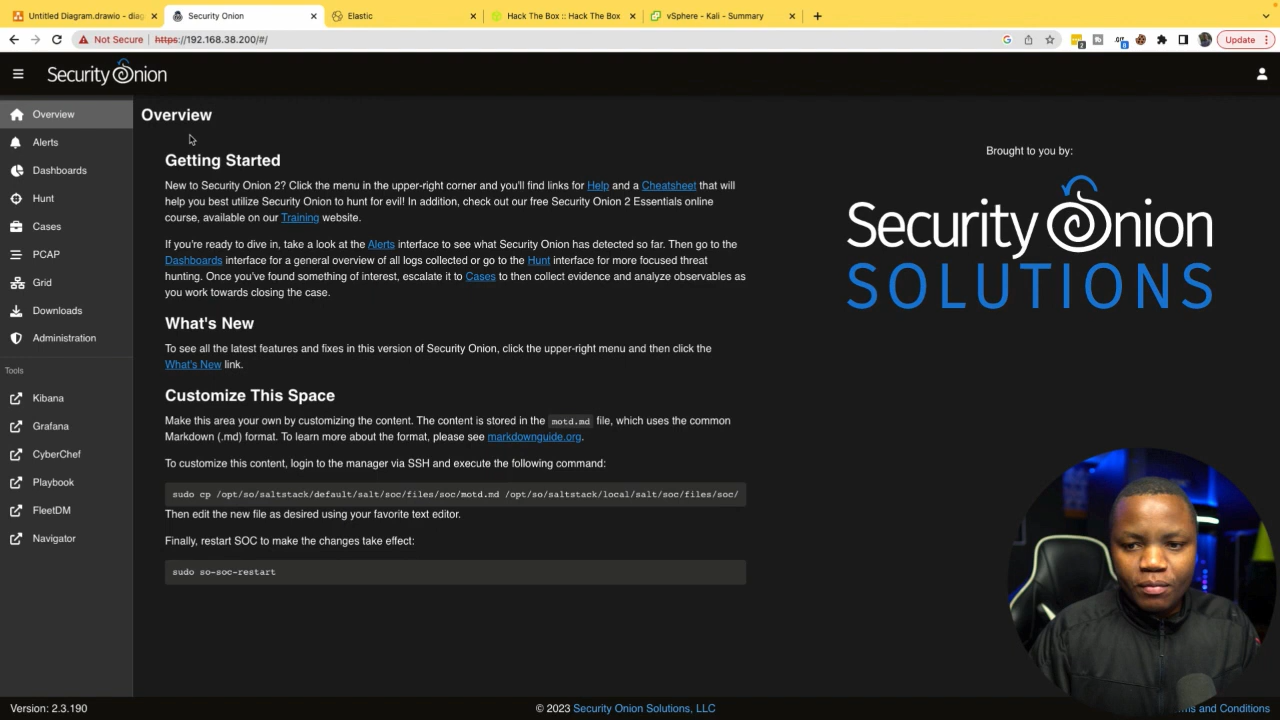 Untitled Diagram.drawio - diag
Security Onion
Elastic
Hack The Box :: Hack The Box
vSphere - Kali - Summary
Not Secure
https://192.168.38.200/#/
Update
Security Onion
Overview
Alerts
Dashboards
Hunt
Cases
PCAP
Grid
Downloads
Administration
Tools
Kibana
Grafana
CyberChef
Playbook
FleetDM
Navigator
Overview
Getting Started
New to Security Onion 2? Click the menu in the upper-right corner and you'll find links for Help and a Cheatsheet that will
help you best utilize Security Onion to hunt for evil! In addition, check out our free Security Onion 2 Essentials online
course, available on our Training website.
If you're ready to dive in, take a look at the Alerts interface to see what Security Onion has detected so far. Then go to the
Dashboards interface for a general overview of all logs collected or go to the Hunt interface for more focused threat
hunting. Once you've found something of interest, escalate it to Cases to then collect evidence and analyze observables as
you work towards closing the case.
What's New
To see all the latest features and fixes in this version of Security Onion, click the upper-right menu and then click the
What's New link.
Customize This Space
Make this area your own by customizing the content. The content is stored in the motd.md file, which uses the common
Markdown (.md) format. To learn more about the format, please see markdownguide.org.
To customize this content, login to the manager via SSH and execute the following command:
sudo cp /opt/so/saltstack/default/salt/soc/files/soc/motd.md /opt/so/saltstack/local/salt/soc/files/soc/
Then edit the new file as desired using your favorite text editor.
Finally, restart SOC to make the changes take effect:
sudo so-soc-restart
Brought to you by:
Security Onion
SOLUTIONS
Version: 2.3.190
© 2023 Security Onion Solutions, LLC
and Conditions